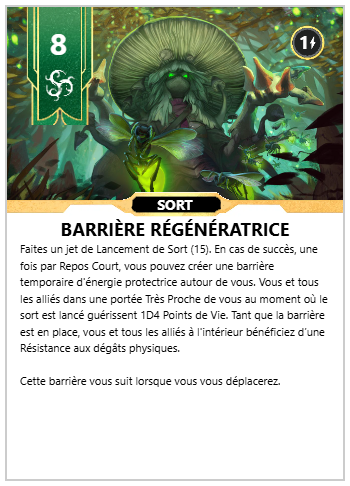 8
1
SORT
BARRIÈRE RÉGÉNÉRATRICE
Faites un jet de Lancement de Sort (15). En cas de succès, une
fois par Repos Court, vous pouvez créer une barrière
temporaire d'énergie protectrice autour de vous. Vous et tous
les alliés dans une portée Très Proche de vous au moment où le
sort est lancé guérissent 1D4 Points de Vie. Tant que la barrière
est en place, vous et tous les alliés à l'intérieur bénéficiez d'une
Résistance aux dégâts physiques.
Cette barrière vous suit lorsque vous vous déplacerez.